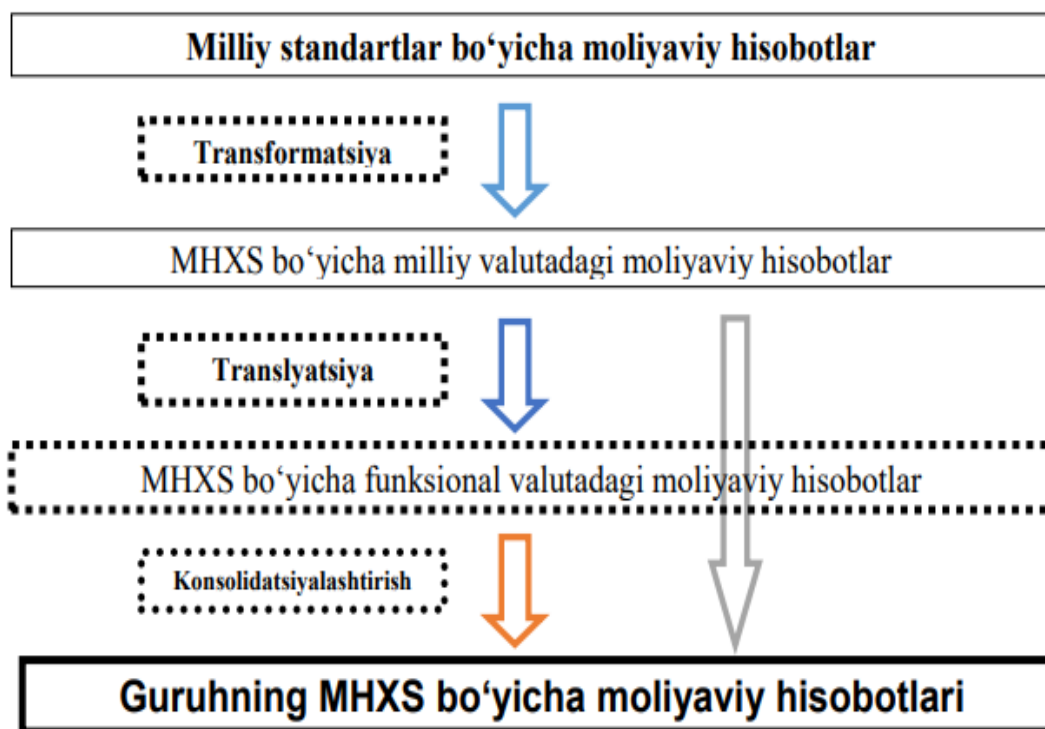 Milliy standartlar bo‘yicha moliyaviy hisobotlar
Transformatsiya
MHXS bo‘yicha milliy valutadagi moliyaviy hisobotlar
Translyatsiya
MHXS bo‘yicha funksional valutadagi moliyaviy hisobotlar
Konsolidatsiyalashtirish
Guruhning MHXS bo‘yicha moliyaviy hisobotlari